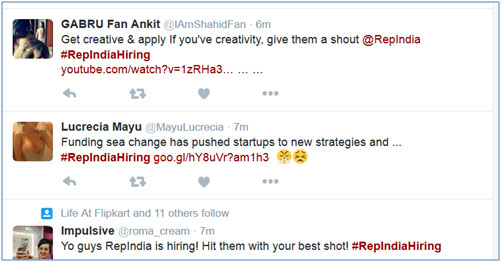 GABRU Fan Ankit @IAmShahidFan · 6m
Get creative & apply If you've creativity, give them a shout @RepIndia
#RepIndiaHiring
youtube.com/watch?v=1zRHa3... ... ...
Lucrecia Mayu @MayuLucrecia · 7m
Funding sea change has pushed startups to new strategies and ...
#RepIndiaHiring goo.gl/hY8uVr?am1h3 😤😣
Life At Flipkart and 11 others follow
Impulsive @roma_cream · 7m
Yo guys RepIndia is hiring! Hit them with your best shot! #RepIndiaHiring